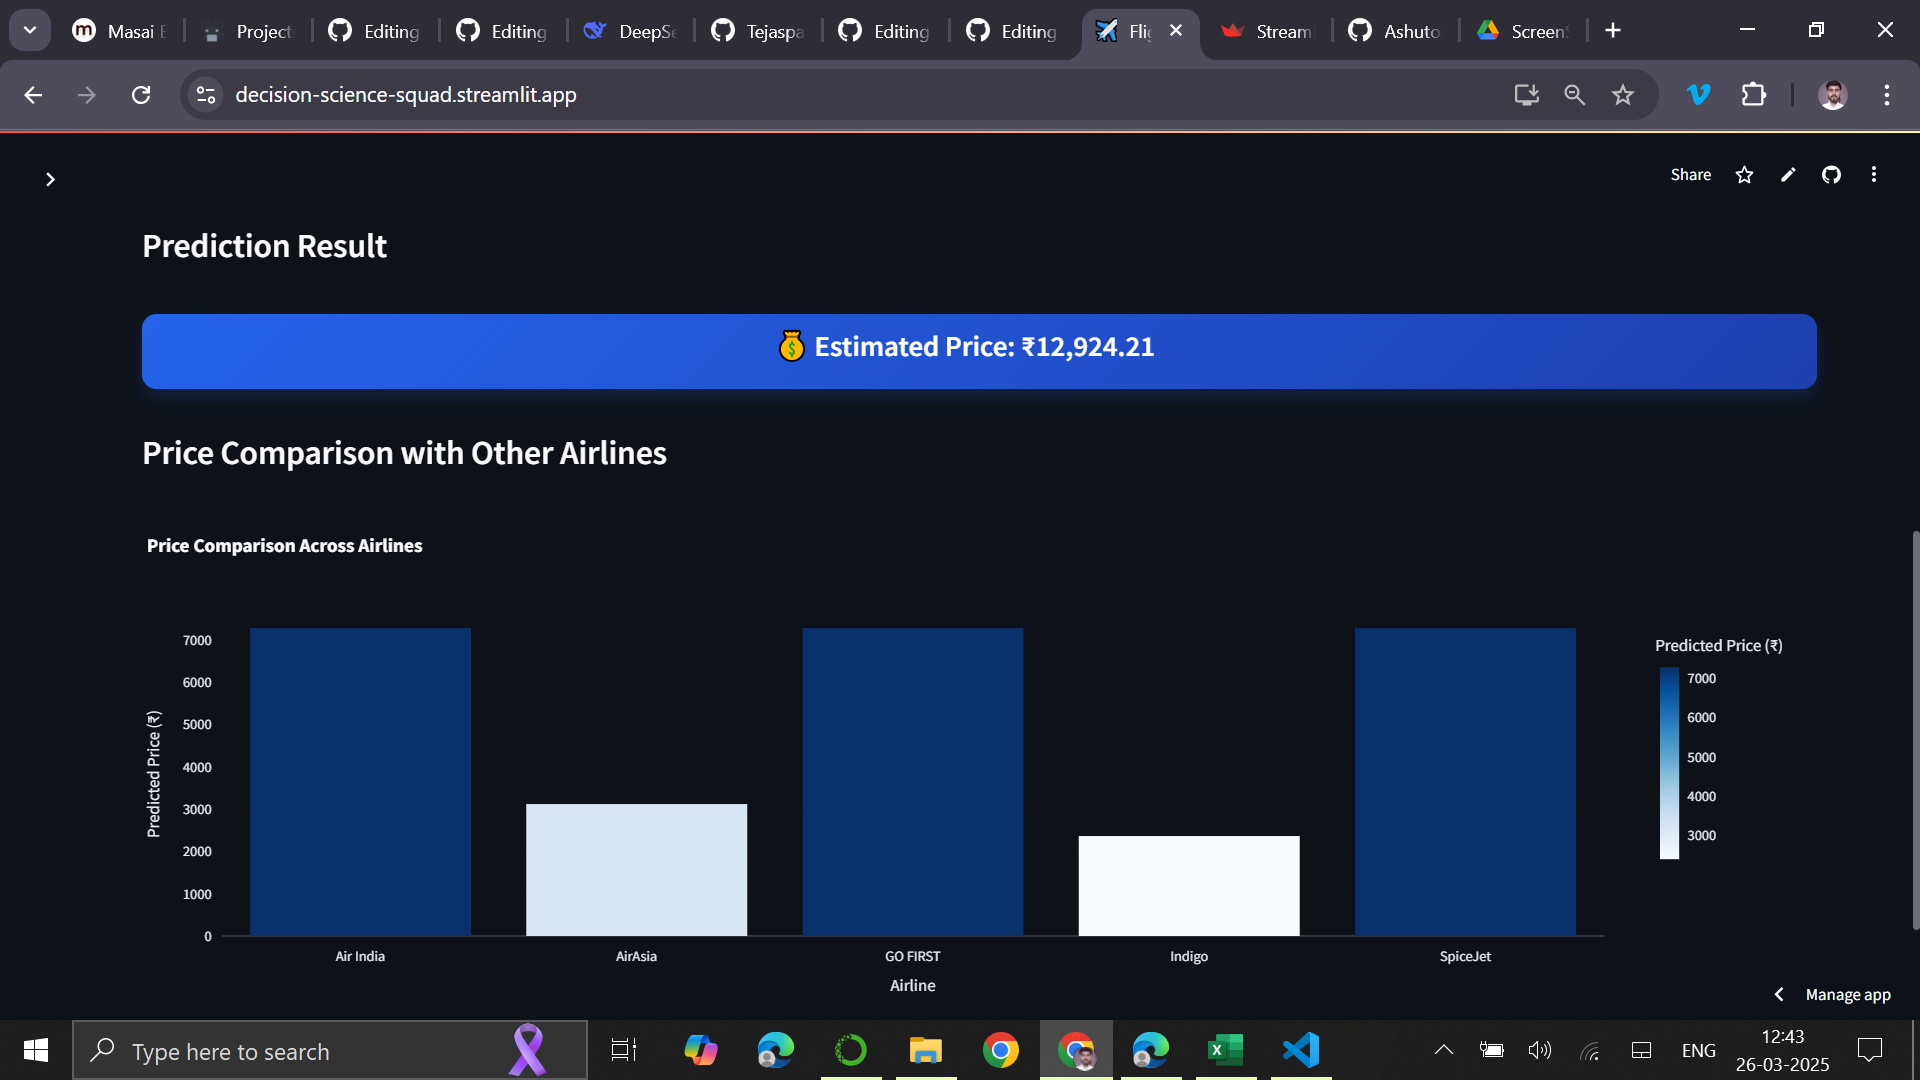 Masai E
Project
Editing
Editing
DeepSe
Tejaspa
Editing
Editing
Flig
Stream
Ashuto
ScreenS
decision-science-squad.streamlit.app
Share
Prediction Result
Estimated Price: ₹12,924.21
Price Comparison with Other Airlines
Price Comparison Across Airlines
Predicted Price (₹)
7000
6000
5000
4000
3000
2000
1000
0
Air India
AirAsia
GO FIRST
Indigo
SpiceJet
Airline
Predicted Price (₹)
7000
6000
5000
4000
3000
Manage app
Type here to search
ENG
12:43
26-03-2025